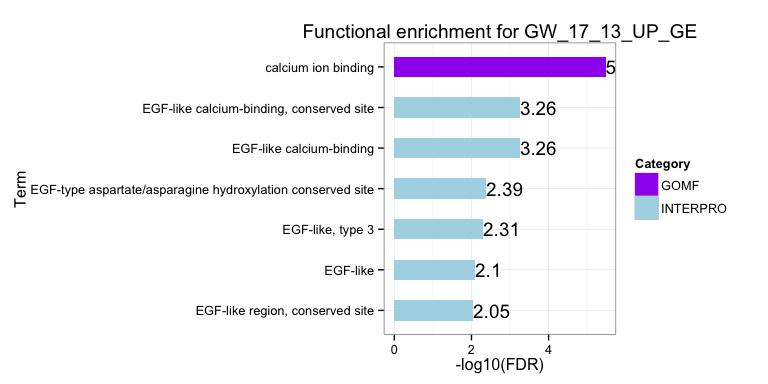 Functional enrichment for GW_17_13_UP_GE
calcium ion binding
5
EGF-like calcium-binding, conserved site
3.26
EGF-like calcium-binding
3.26
EGF-type aspartate/asparagine hydroxylation conserved site
2.39
EGF-like, type 3
2.31
EGF-like
2.1
EGF-like region, conserved site
2.05
Term
0 2 4
-log10(FDR)
Category
GOMF
INTERPRO